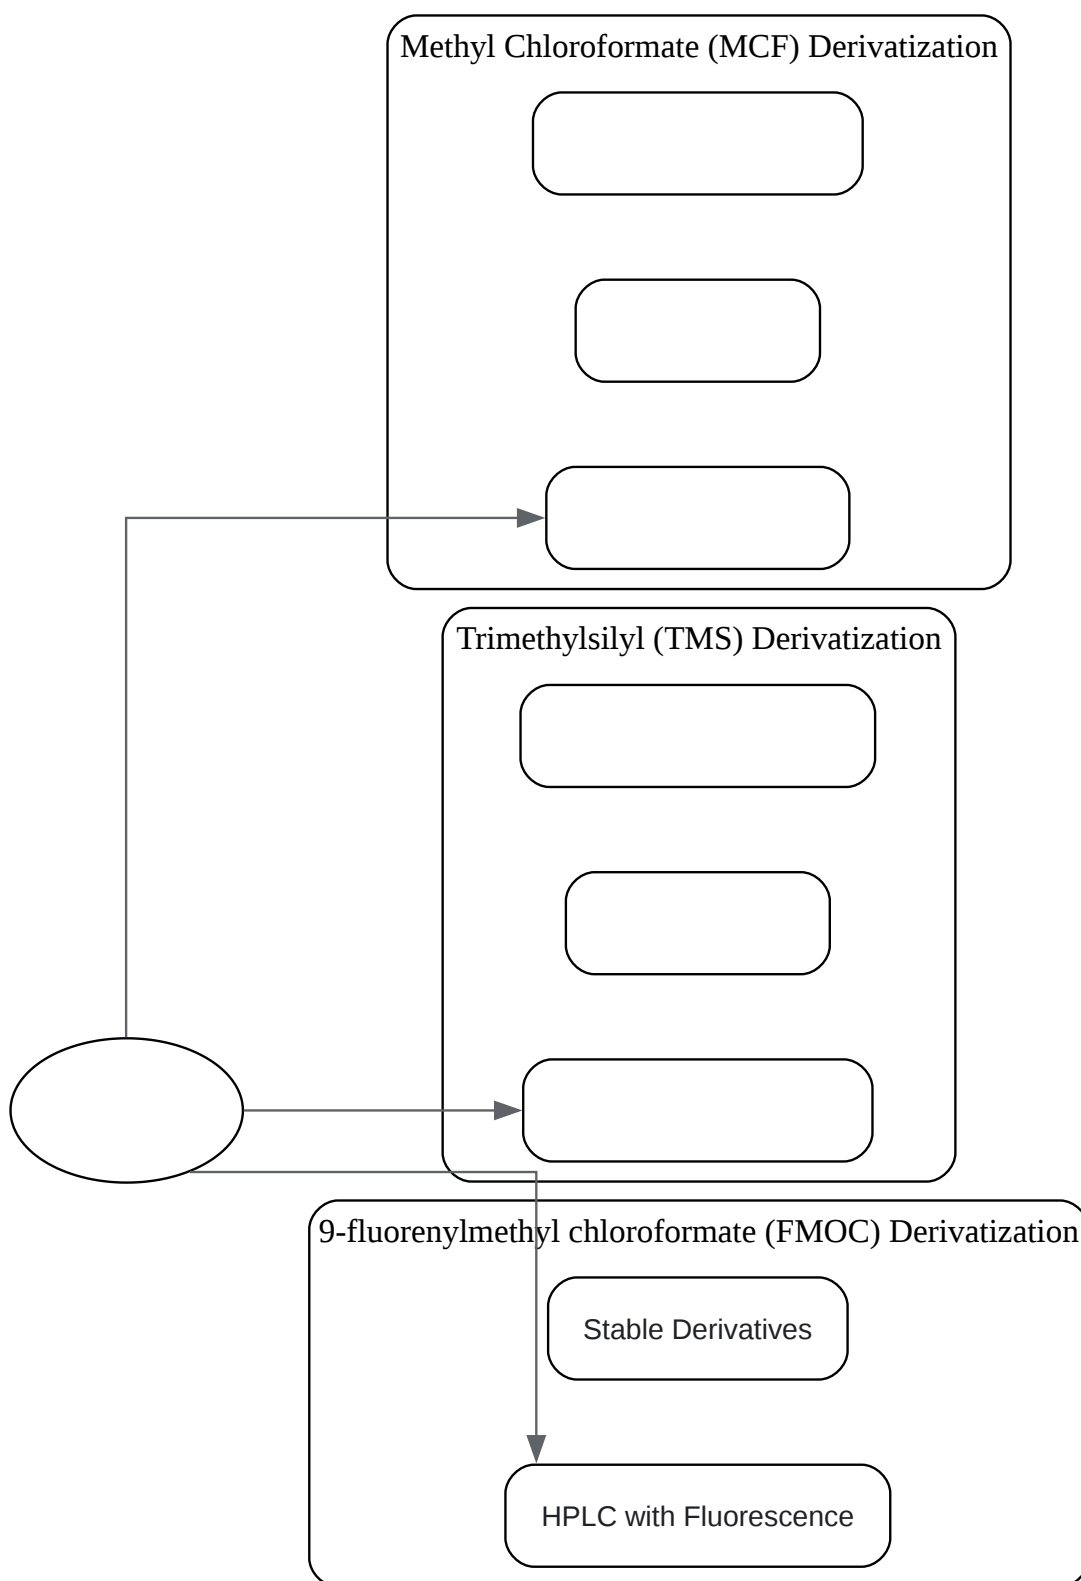 Methyl Chloroformate (MCF) Derivatization
Trimethylsilyl (TMS) Derivatization
9-fluorenylmethyl chloroformate (FMOC) Derivatization
Stable Derivatives
HPLC with Fluorescence